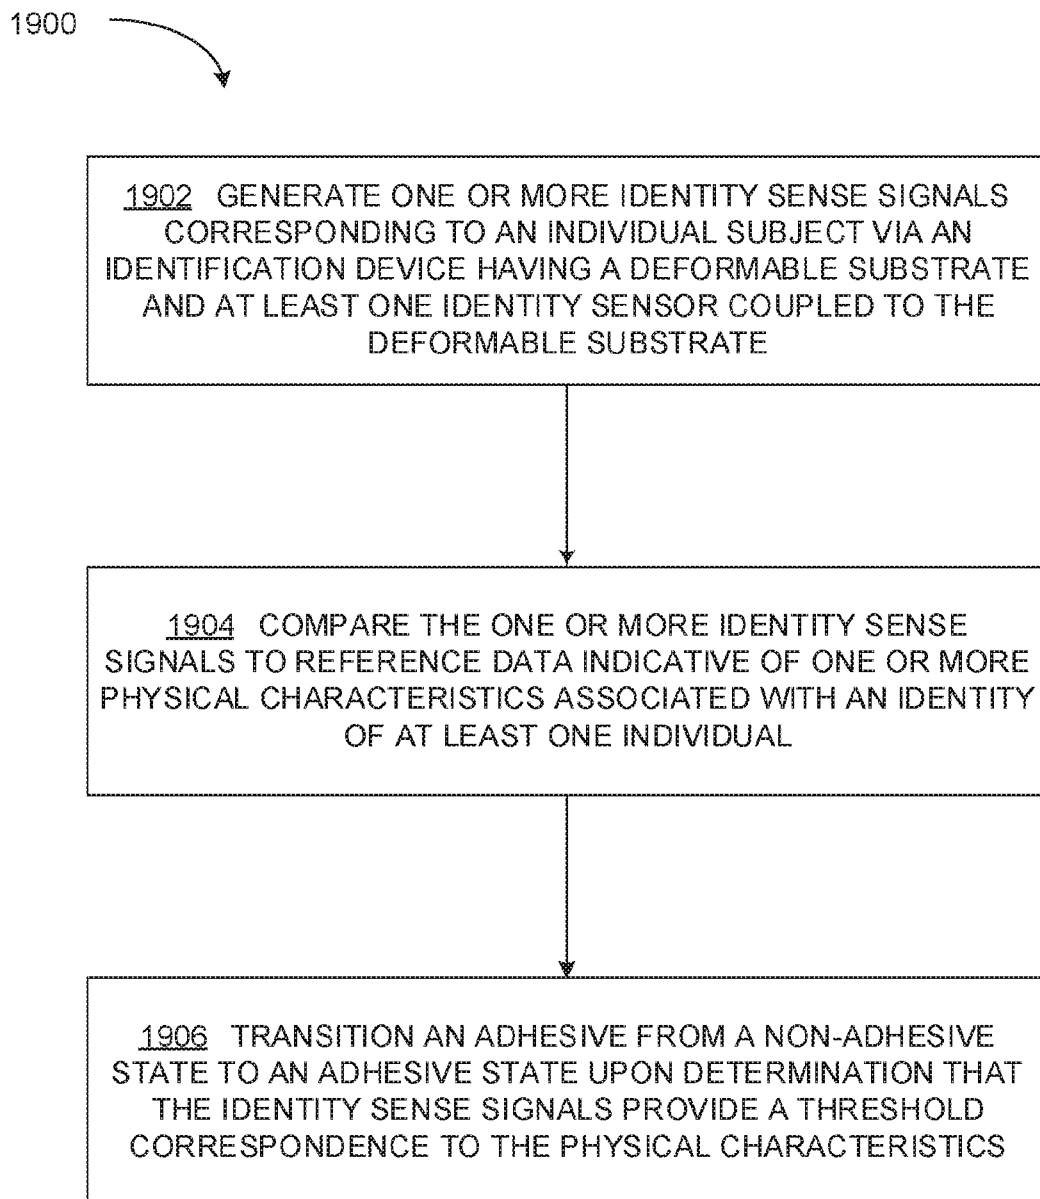 1900
1902 GENERATE ONE OR MORE IDENTITY SENSE SIGNALS
CORRESPONDING TO AN INDIVIDUAL SUBJECT VIA AN
IDENTIFICATION DEVICE HAVING A DEFORMABLE SUBSTRATE
AND AT LEAST ONE IDENTITY SENSOR COUPLED TO THE
DEFORMABLE SUBSTRATE
1904 COMPARE THE ONE OR MORE IDENTITY SENSE
SIGNALS TO REFERENCE DATA INDICATIVE OF ONE OR MORE
PHYSICAL CHARACTERISTICS ASSOCIATED WITH AN IDENTITY
OF AT LEAST ONE INDIVIDUAL
1906 TRANSITION AN ADHESIVE FROM A NON-ADHESIVE
STATE TO AN ADHESIVE STATE UPON DETERMINATION THAT
THE IDENTITY SENSE SIGNALS PROVIDE A THRESHOLD
CORRESPONDENCE TO THE PHYSICAL CHARACTERISTICS